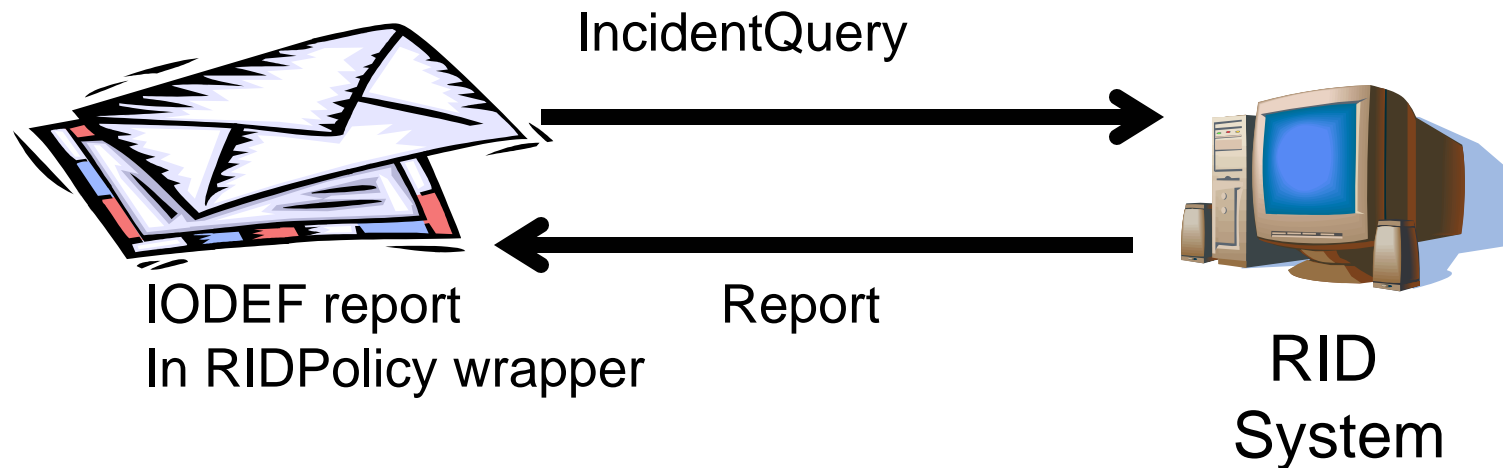 IncidentQuery
IODEF report
In RIDPolicy wrapper
Report
RID
System